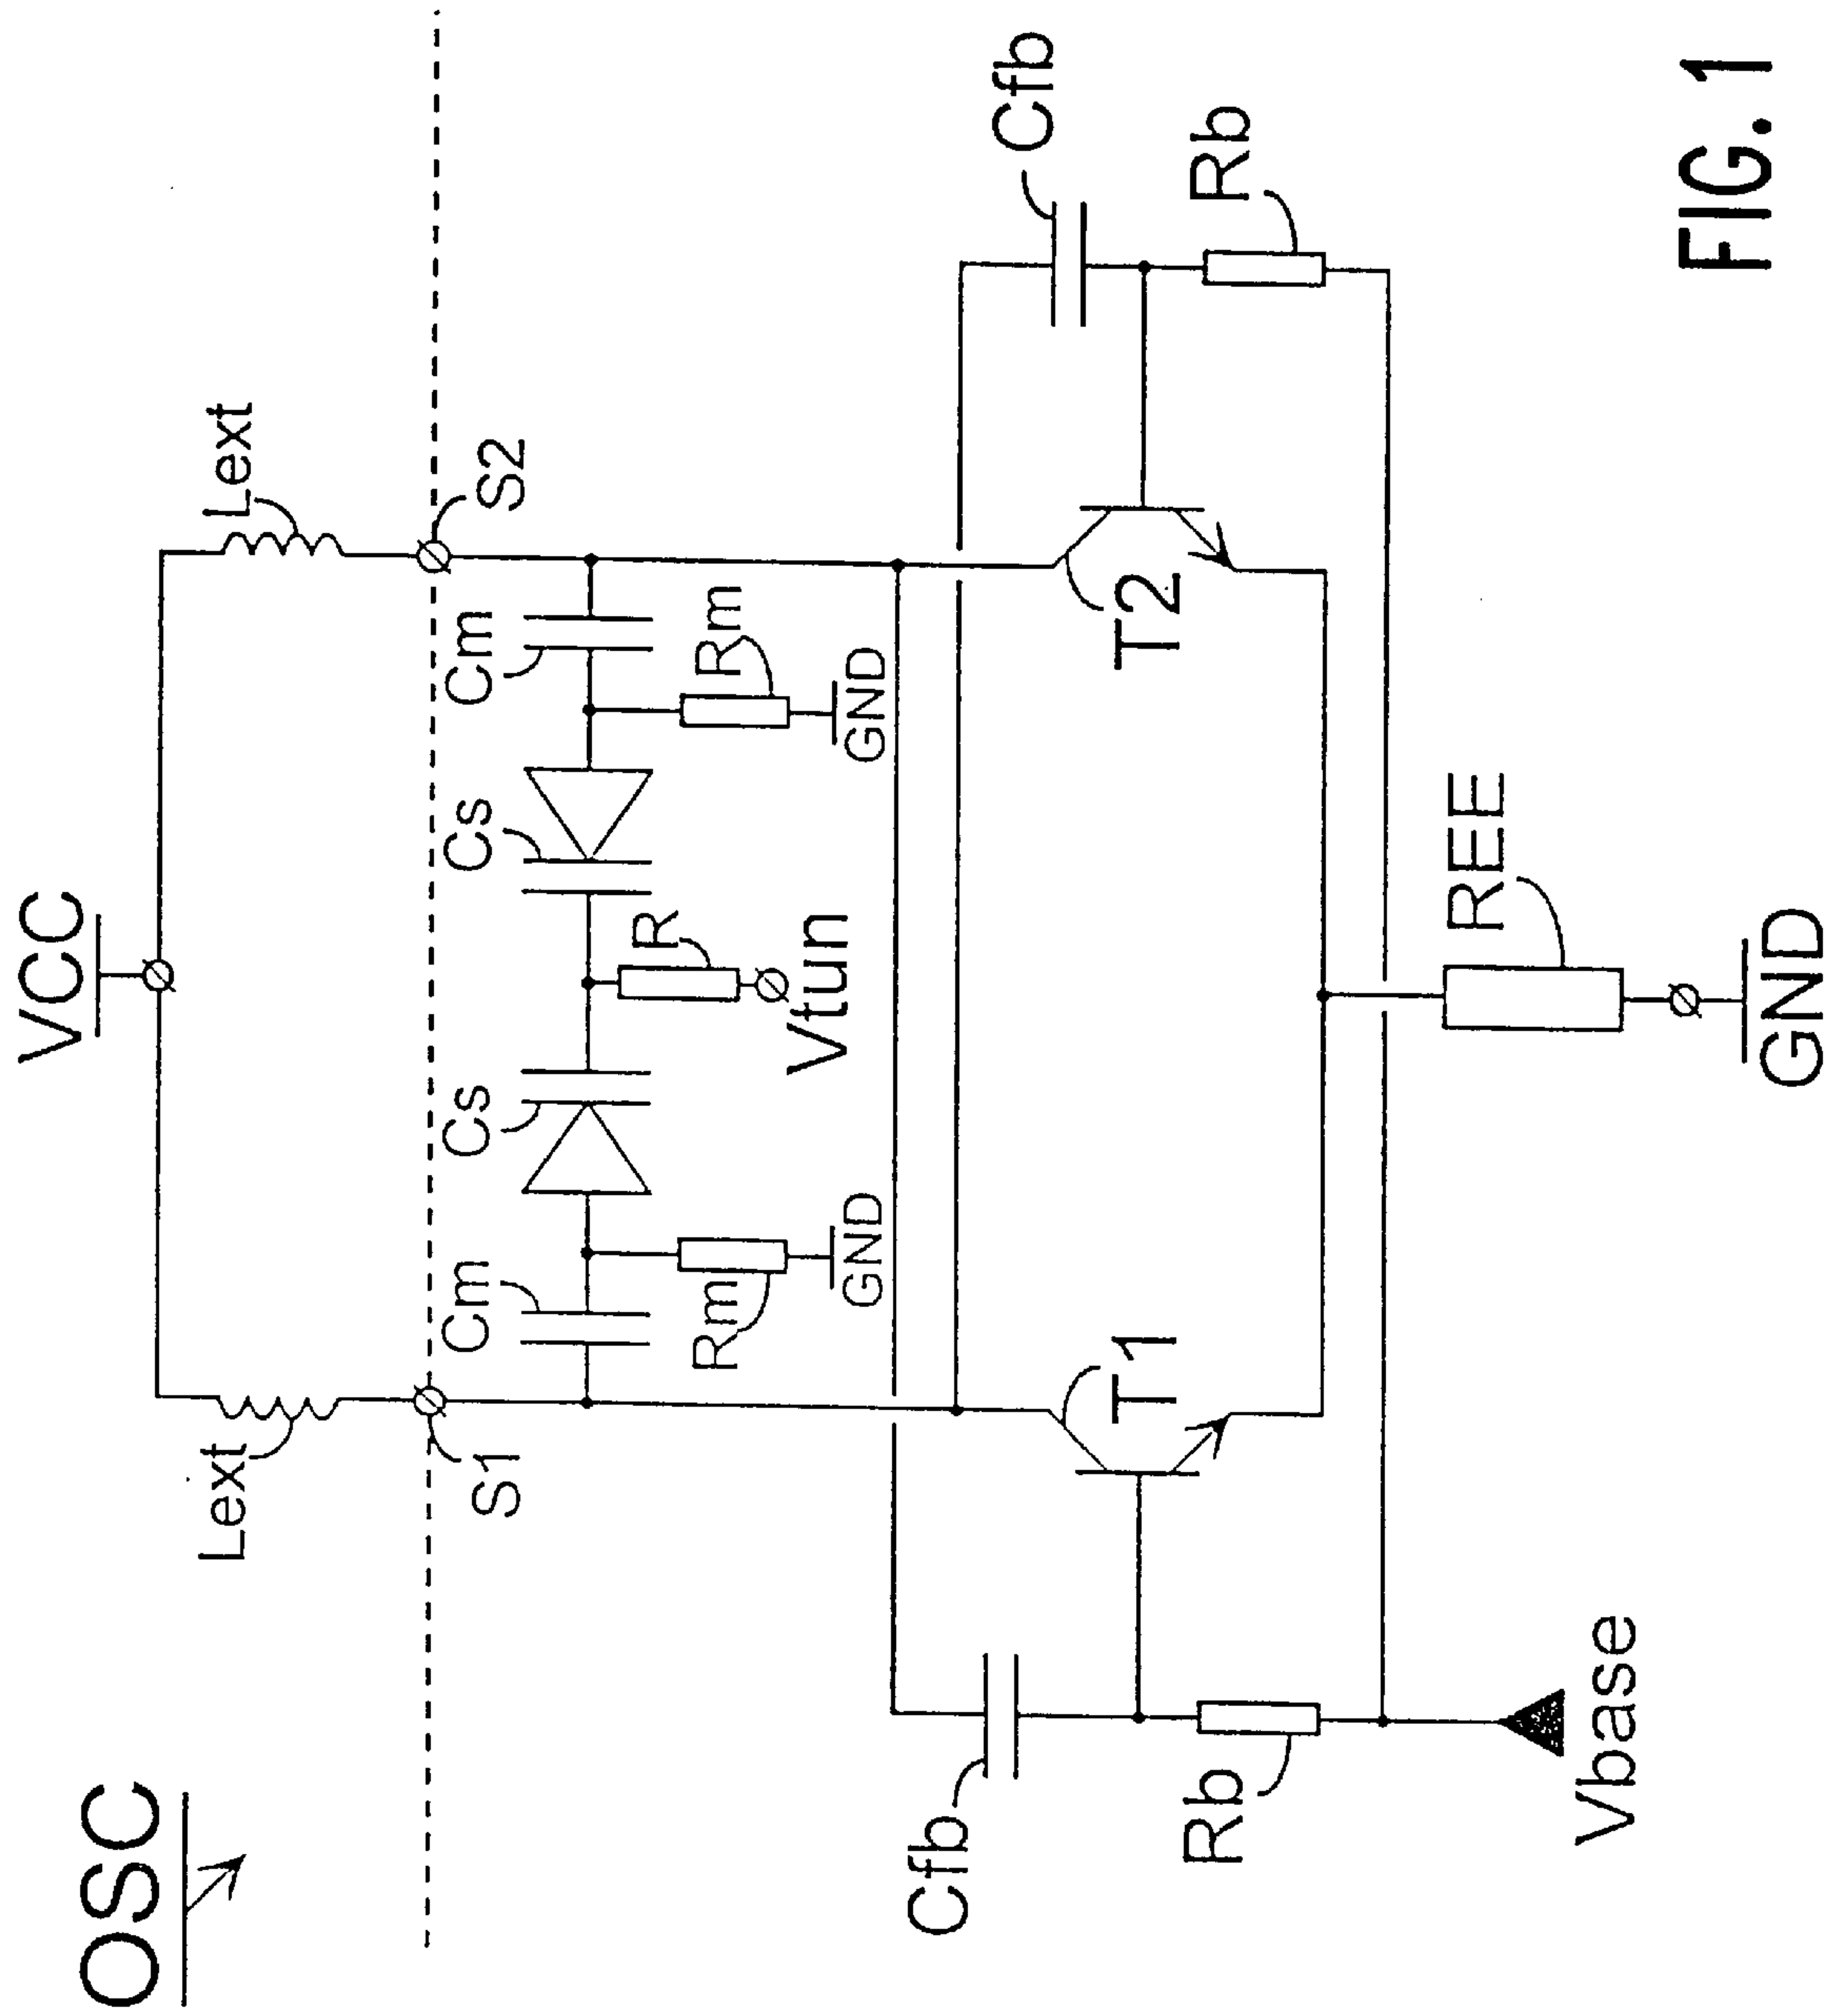 OSC
VCC
Lext
Lext
S1
S2
Cm
Cs
Cs
Cm
Rm
R
Rm
GND
Vtun
GND
Cfb
Cfb
T1
T2
Rb
Rb
REE
Vbase
GND
FIG. 1